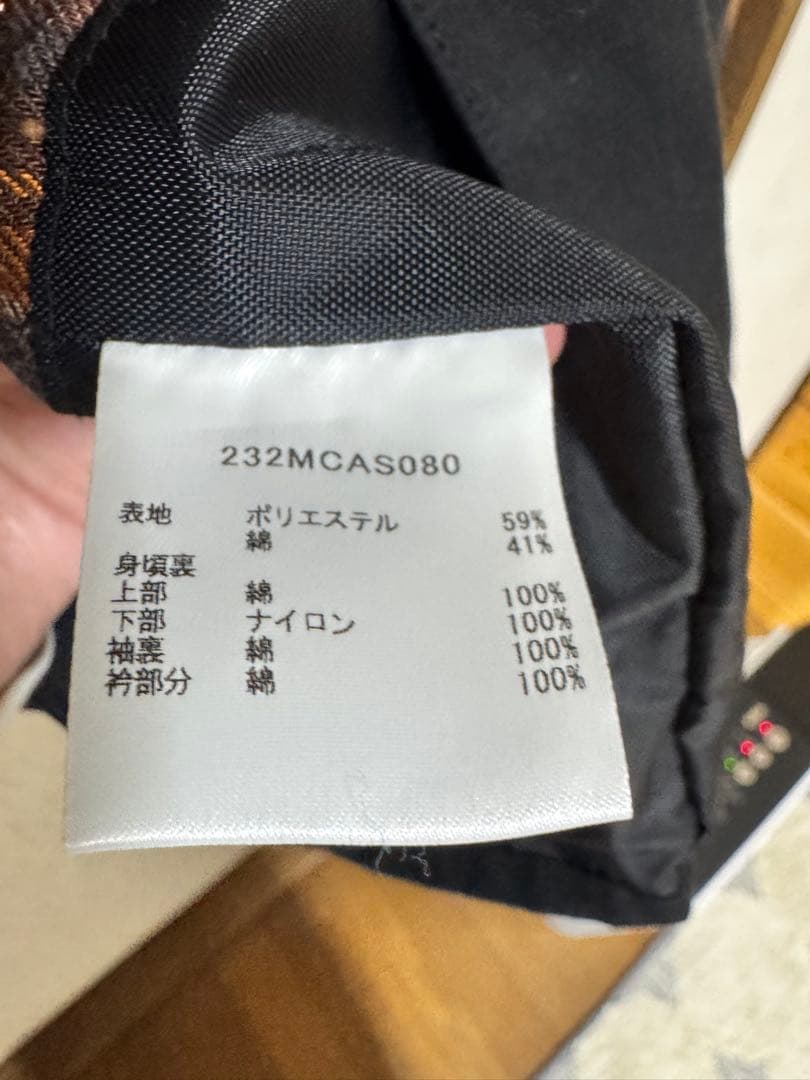 232MCAS080
表地 ポリエステル 59%
綿 41%
身頃裏
上部 綿 100%
下部 ナイロン 100%
袖裏 綿 100%
衿部分 綿 100%